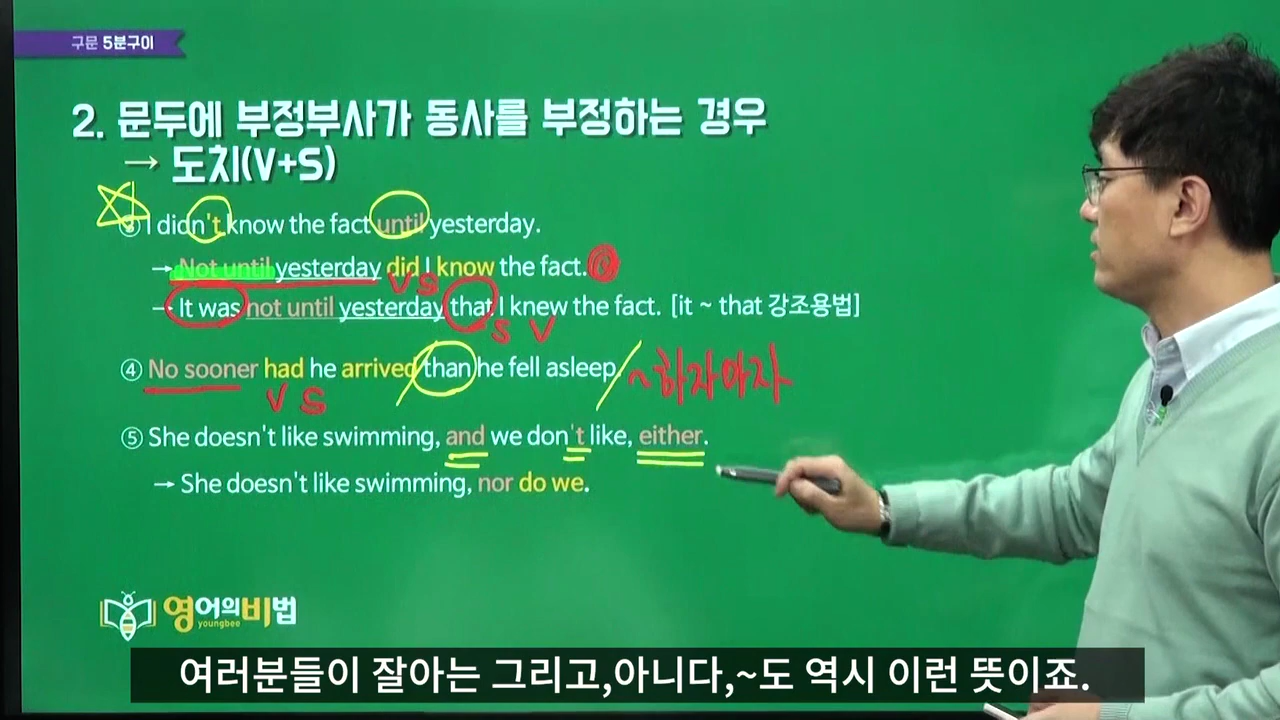 구문 5분구이
2. 문두에 부정부사가 동사를 부정하는 경우
→ 도치(V+S)
③ I didn't know the fact until yesterday.
→ Not until yesterday did I know the fact.
V S
→ It was not until yesterday that I knew the fact. [it ~ that 강조용법]
S V
④ No sooner had he arrived than he fell asleep. ~하자마자
V S
⑤ She doesn't like swimming, and we don't like, either.
→ She doesn't like swimming, nor do we.
영어의비법
youngbee
여러분들이 잘아는 그리고,아니다,~도 역시 이런 뜻이죠.